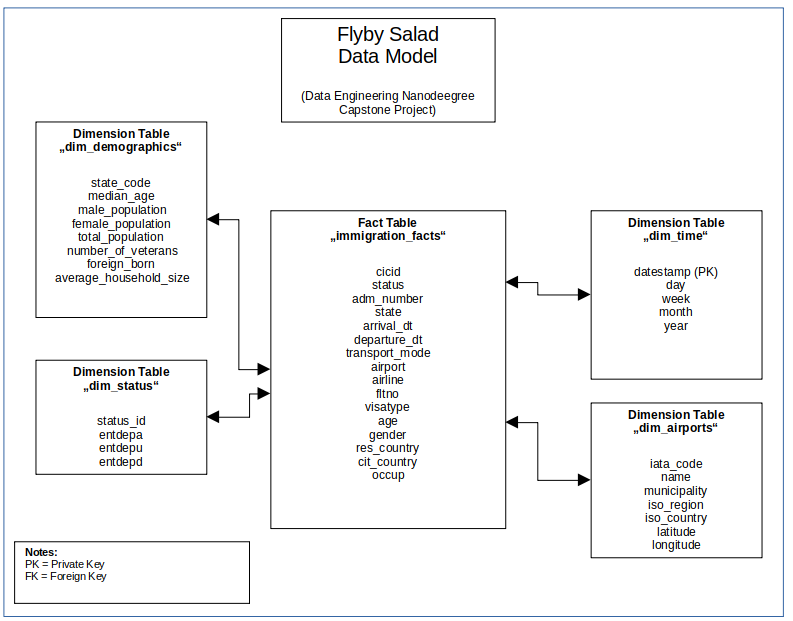 Flyby Salad
Data Model
(Data Engineering Nanodeegree
Capstone Project)
Dimension Table
„dim_demographics“
state_code
median_age
male_population
female_population
total_population
number_of_veterans
foreign_born
average_household_size
Dimension Table
„dim_status“
status_id
entdepa
entdepu
entdepd
Fact Table
„immigration_facts“
cicid
status
adm_number
state
arrival_dt
departure_dt
transport_mode
airport
airline
fltno
visatype
age
gender
res_country
cit_country
occup
Dimension Table
„dim_time“
datestamp (PK)
day
week
month
year
Dimension Table
„dim_airports“
iata_code
name
municipality
iso_region
iso_country
latitude
longitude
Notes:
PK = Private Key
FK = Foreign Key